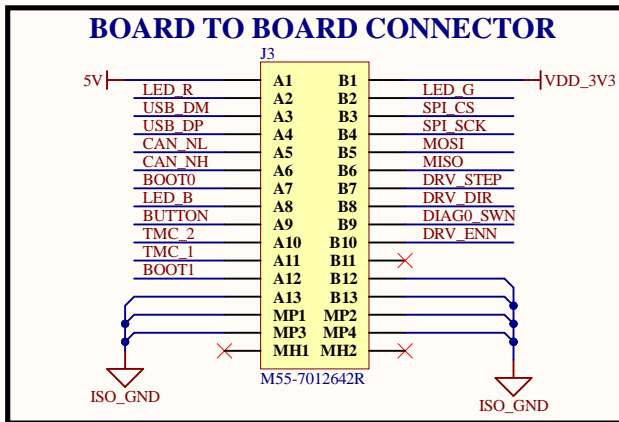 BOARD TO BOARD CONNECTOR
J3
5V A1 B1 VDD_3V3
LED_R A2 B2 LED_G
USB_DM A3 B3 SPI_CS
USB_DP A4 B4 SPI_SCK
CAN_NL A5 B5 MOSI
CAN_NH A6 B6 MISO
BOOT0 A7 B7 DRV_STEP
LED_B A8 B8 DRV_DIR
BUTTON A9 B9 DIAG0_SWN
TMC_2 A10 B10 DRV_ENN
TMC_1 A11 B11
BOOT1 A12 B12
A13 B13
MP1 MP2
MP3 MP4
MH1 MH2
M55-7012642R
ISO_GND ISO_GND